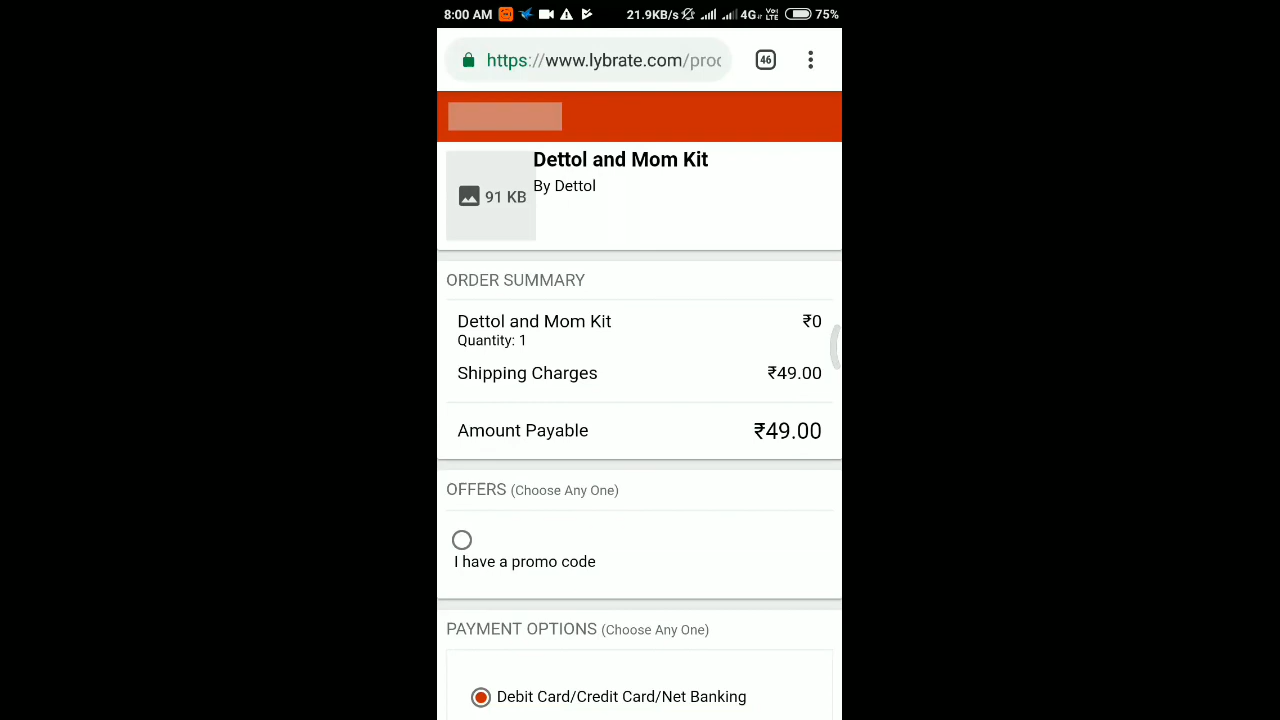 8:00 AM 21.9KB/s 4G VoLTE 75%
https://www.lybrate.com/proc
46
Dettol and Mom Kit
91 KB
By Dettol
ORDER SUMMARY
Dettol and Mom Kit ₹0
Quantity: 1
Shipping Charges ₹49.00
Amount Payable ₹49.00
OFFERS (Choose Any One)
I have a promo code
PAYMENT OPTIONS (Choose Any One)
Debit Card/Credit Card/Net Banking